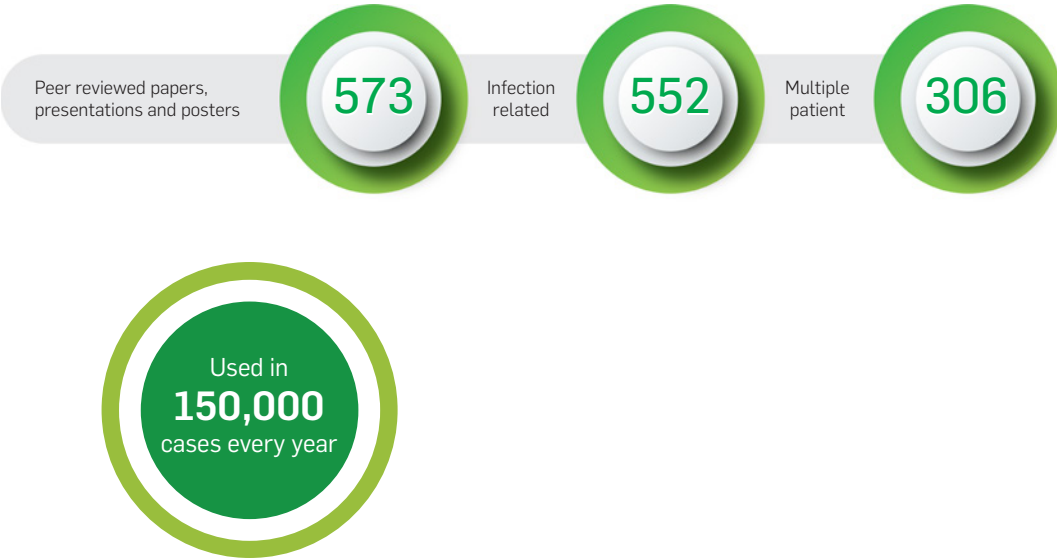 Peer reviewed papers,
presentations and posters
573
Infection
related
552
Multiple
patient
306
Used in
150,000
cases every year